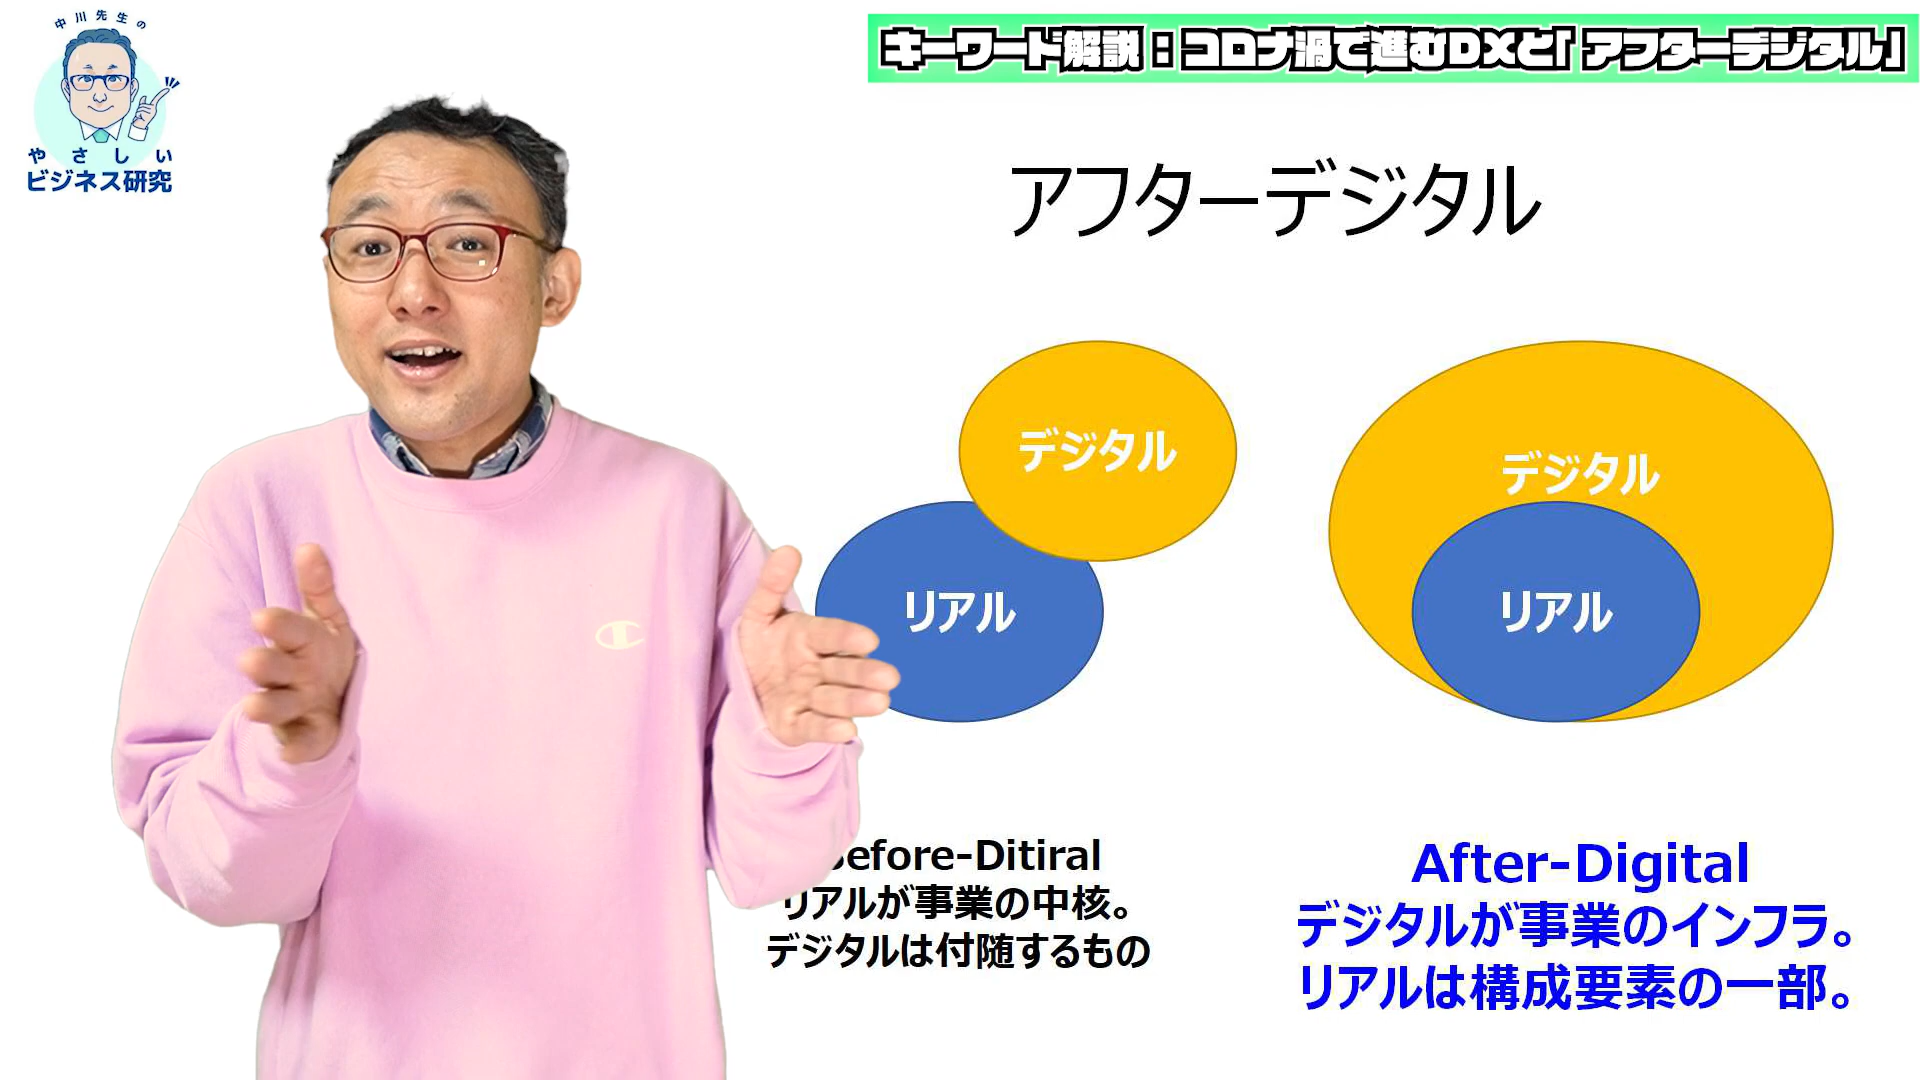 中川先生の
やさしい
ビジネス研究
キーワード解説：コロナ渦で進むDXと「アフターデジタル」
アフターデジタル
デジタル
リアル
デジタル
リアル
Before-Ditiral
リアルが事業の中核。
デジタルは付随するもの
After-Digital
デジタルが事業のインフラ。
リアルは構成要素の一部。